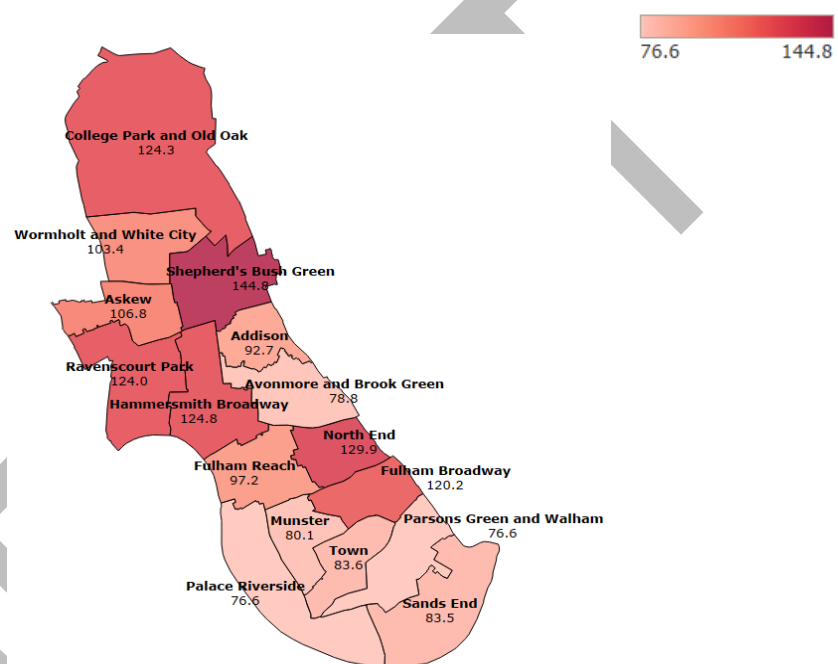 76.6
144.8
College Park and Old Oak
124.3
Wormholt and White City
103.4
Shepherd's Bush Green
144.8
Askew
106.8
Addison
92.7
Ravenscourt Park
124.0
Avonmore and Brook Green
78.8
Hammersmith Broadway
124.8
North End
129.9
Fulham Reach
97.2
Fulham Broadway
120.2
Munster
80.1
Parsons Green and Walham
76.6
Town
83.6
Palace Riverside
76.6
Sands End
83.5